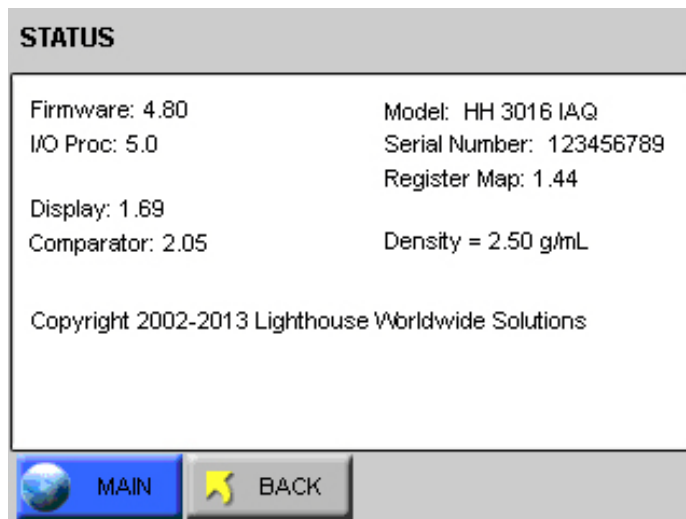 STATUS
Firmware: 4.80
Model: HH 3016 IAQ
I/O Proc: 5.0
Serial Number: 123456789
Register Map: 1.44
Display: 1.69
Comparator: 2.05
Density = 2.50 g/mL
Copyright 2002-2013 Lighthouse Worldwide Solutions
MAIN
BACK